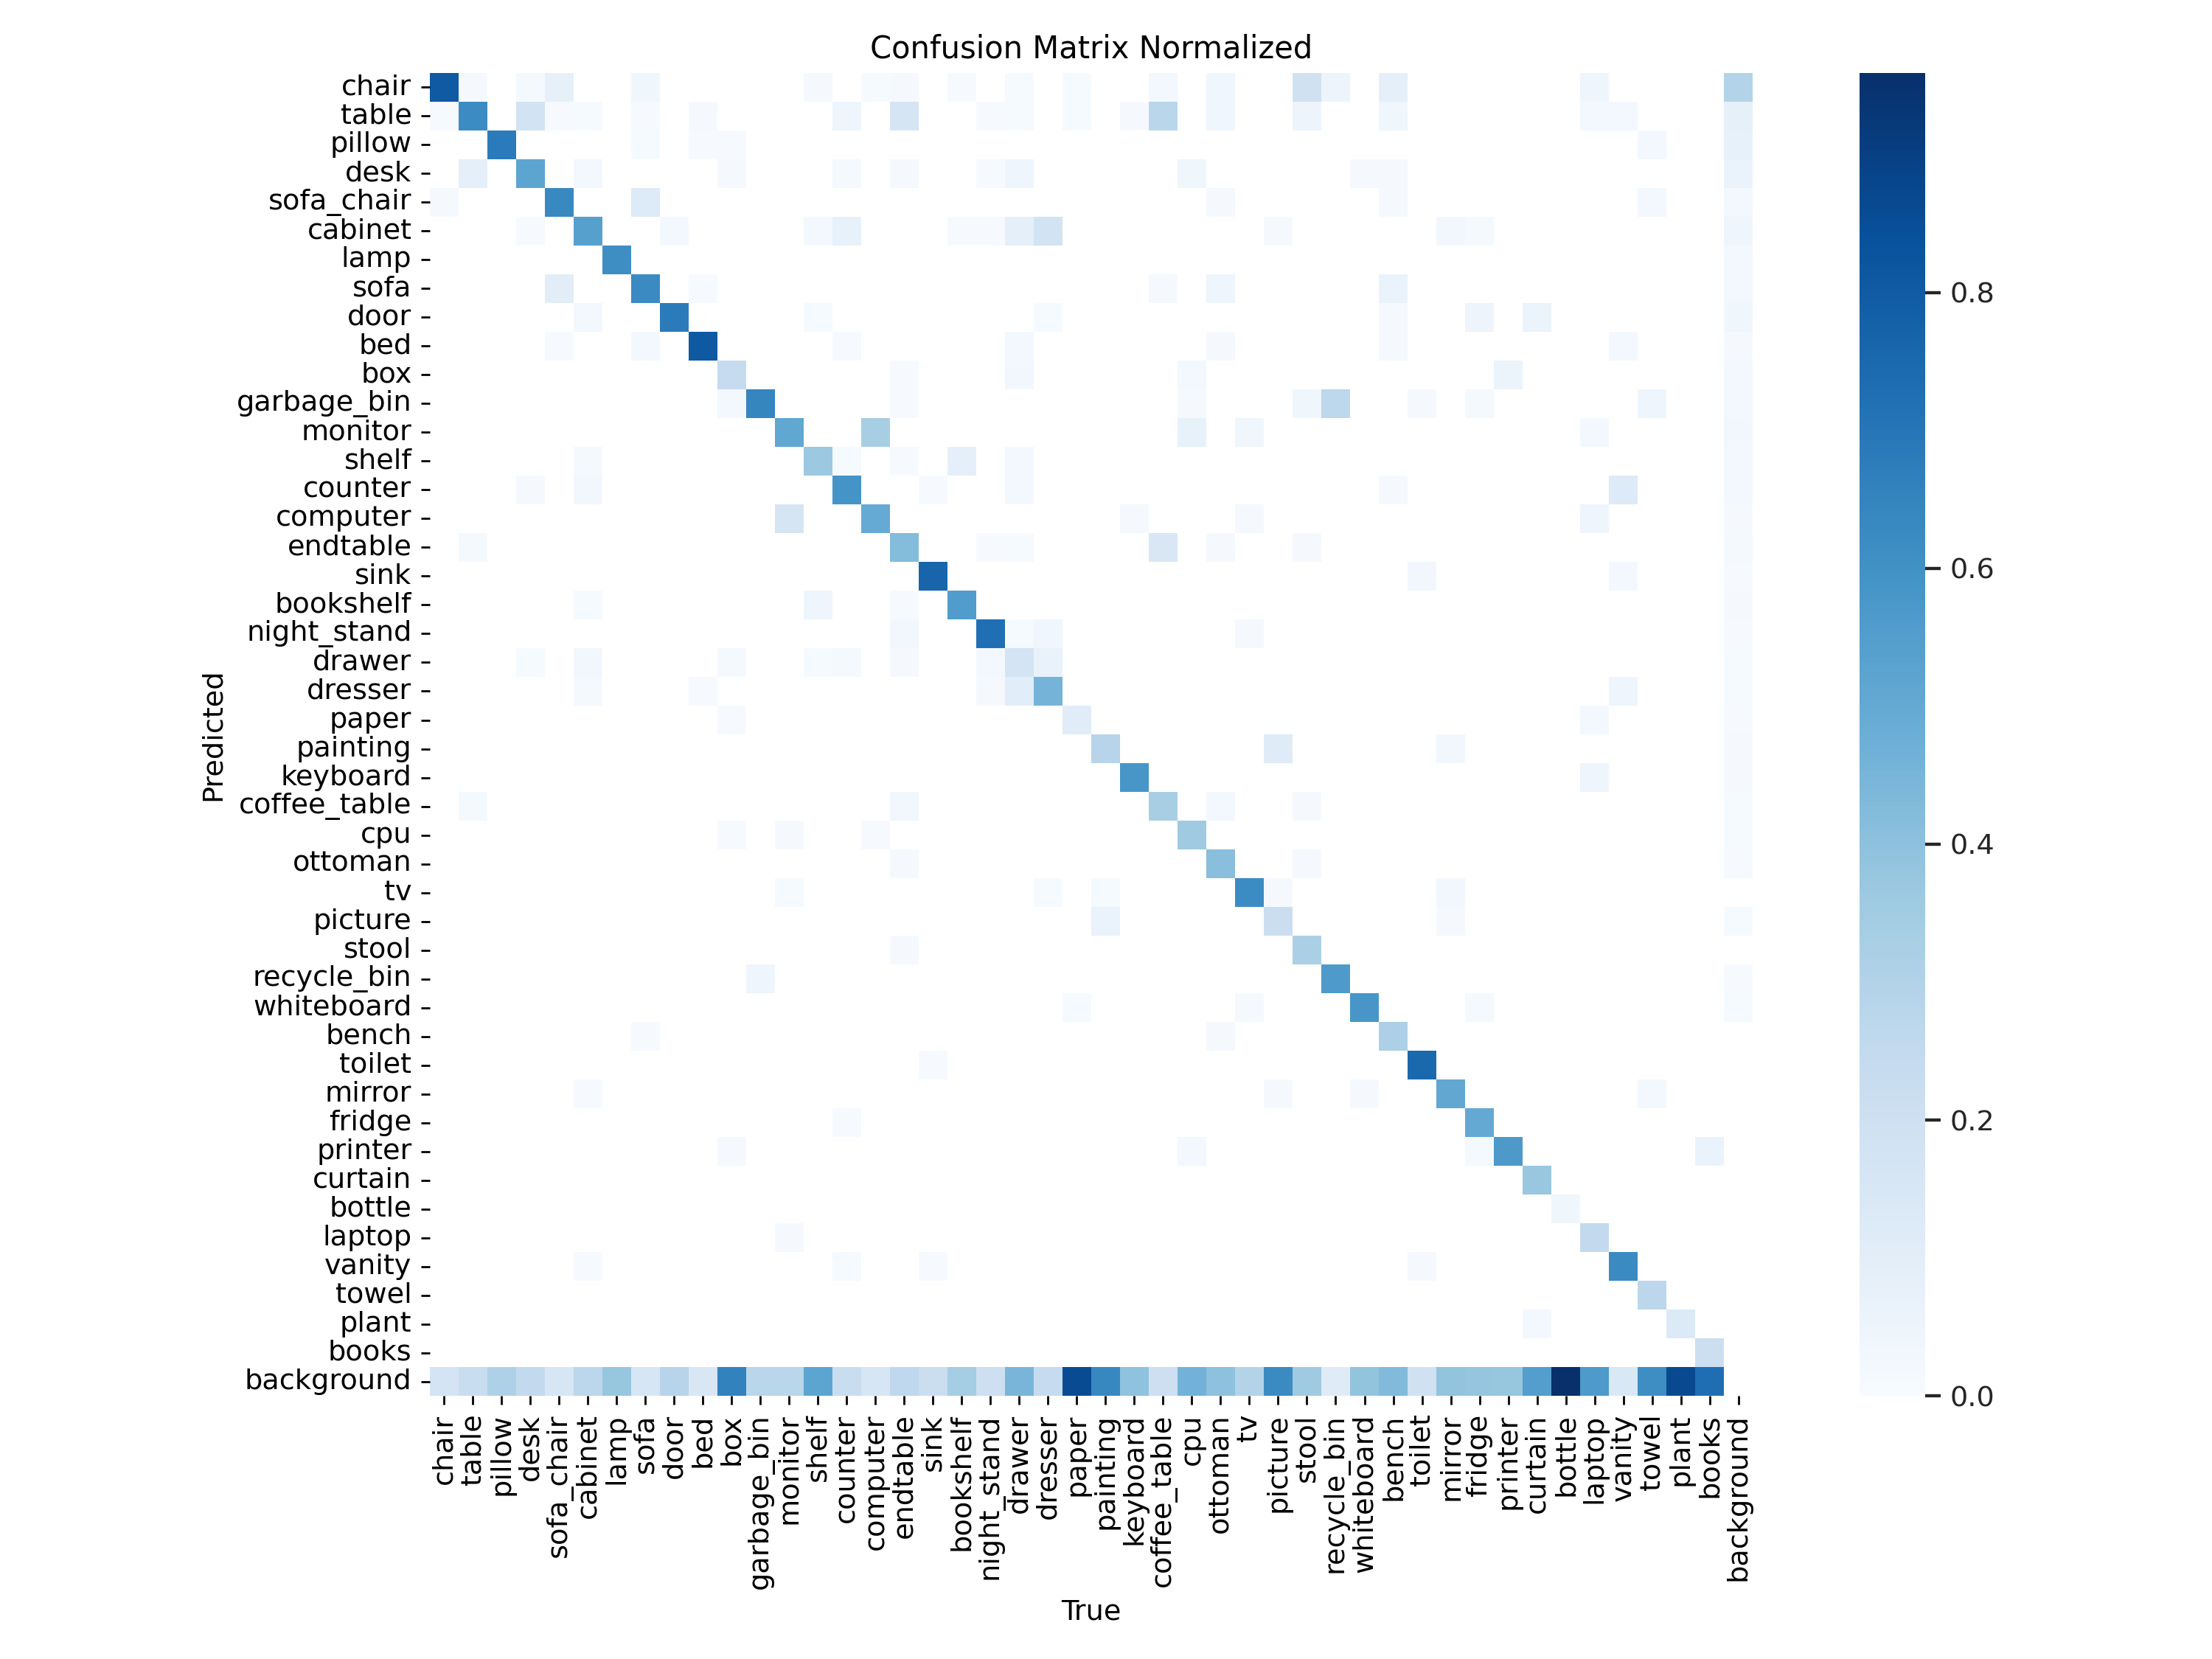 Confusion Matrix Normalized
Predicted
chair
table
pillow
desk
sofa_chair
cabinet
lamp
sofa
door
bed
box
garbage_bin
monitor
shelf
counter
computer
endtable
sink
bookshelf
night_stand
drawer
dresser
paper
painting
keyboard
coffee_table
cpu
ottoman
tv
picture
stool
recycle_bin
whiteboard
bench
toilet
mirror
fridge
printer
curtain
bottle
laptop
vanity
towel
plant
books
background
chair
table
pillow
desk
sofa_chair
cabinet
lamp
sofa
door
bed
box
garbage_bin
monitor
shelf
counter
computer
endtable
sink
bookshelf
night_stand
drawer
dresser
paper
painting
keyboard
coffee_table
cpu
ottoman
tv
picture
stool
recycle_bin
whiteboard
bench
toilet
mirror
fridge
printer
curtain
bottle
laptop
vanity
towel
plant
books
background
True
0.8
0.6
0.4
0.2
0.0